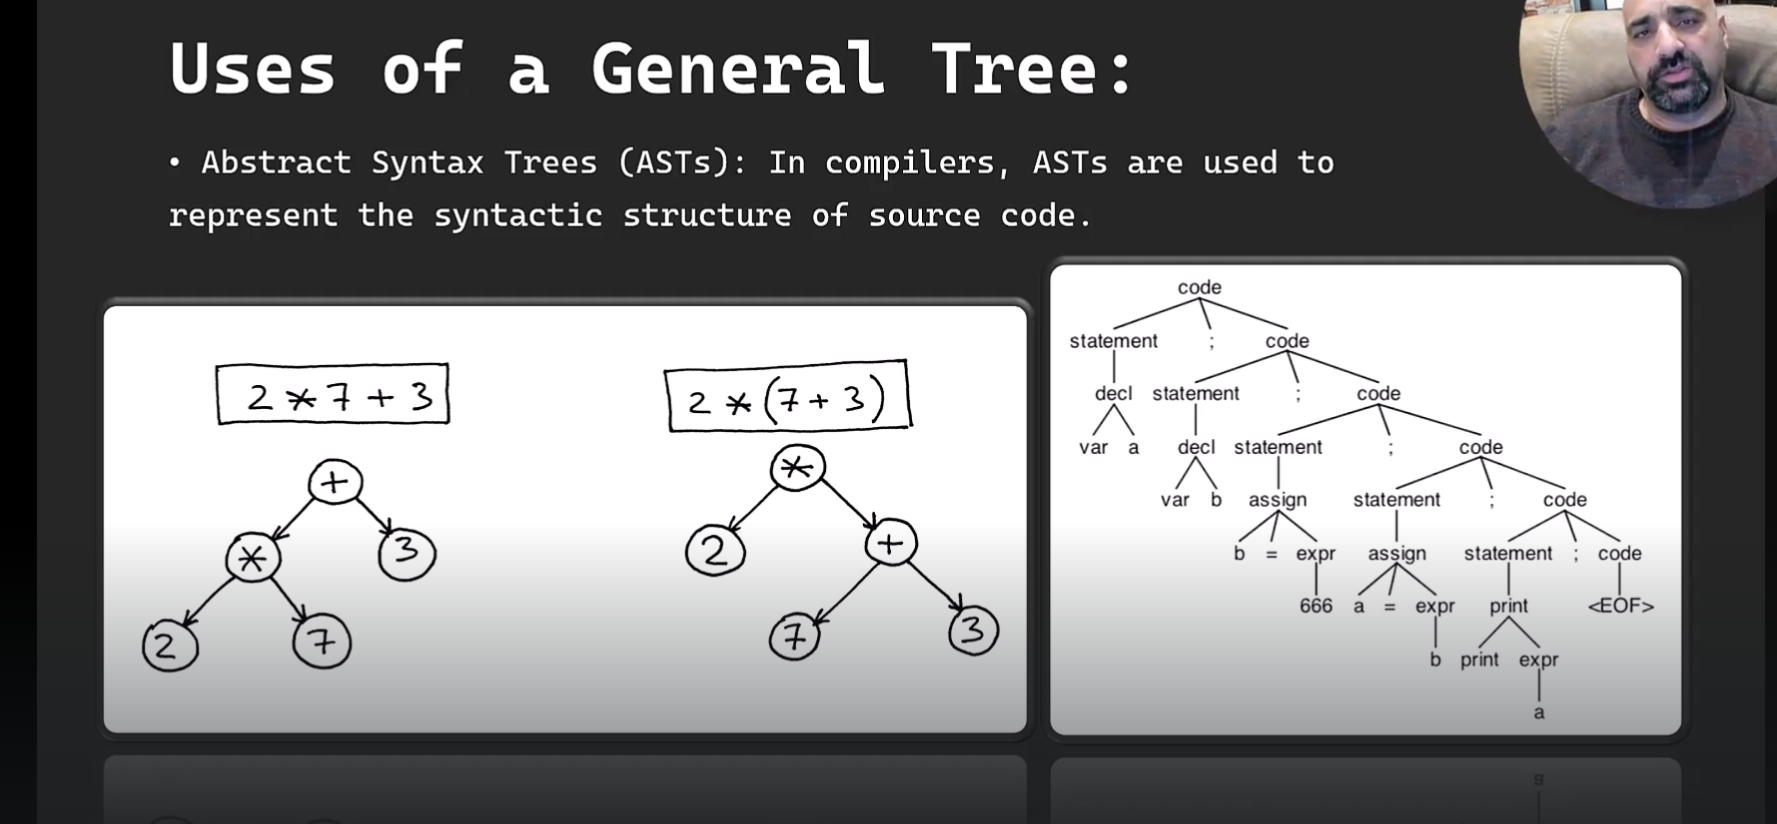 Uses of a General Tree:
• Abstract Syntax Trees (ASTs): In compilers, ASTs are used to
represent the syntactic structure of source code.
2 * 7 + 3
+
* 3
2 7
2 * (7 + 3)
*
2 +
7 3
code
statement ; code
decl statement ; code
var a decl statement ; code
var b assign statement ; code
b = expr assign statement ; code
666 a = expr print <EOF>
b print expr
a